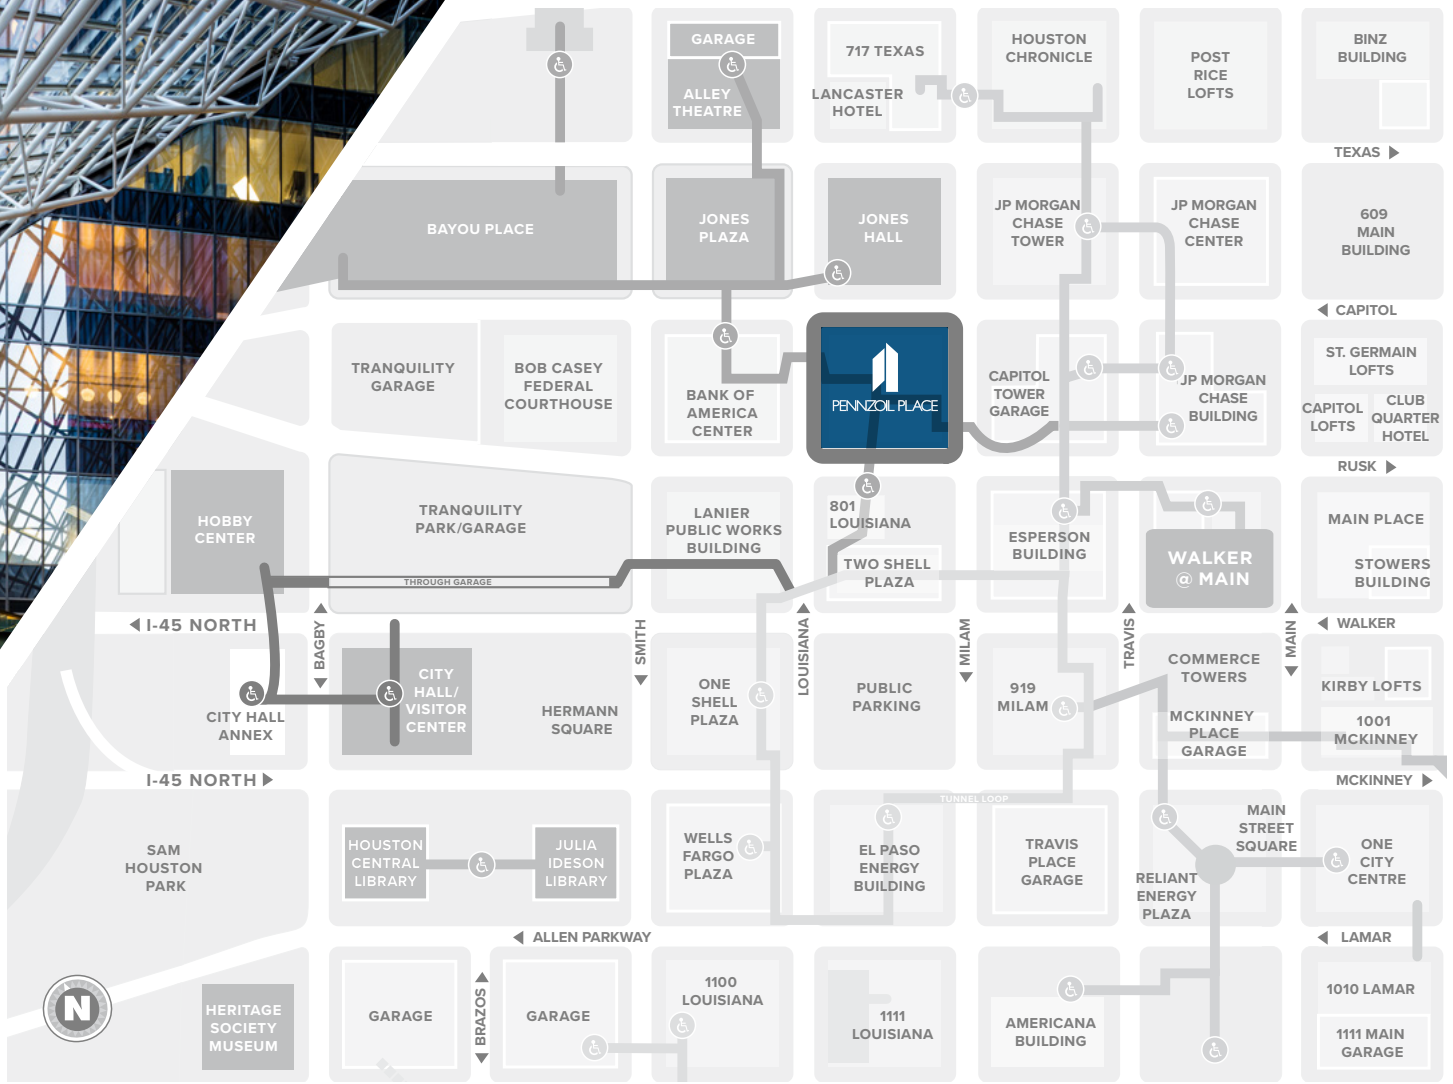 GARAGE
ALLEY
THEATRE
717 TEXAS
LANCASTER
HOTEL
HOUSTON
CHRONICLE
POST
RICE
LOFTS
BINZ
BUILDING
TEXAS
BAYOU PLACE
JONES
PLAZA
JONES
HALL
JP MORGAN
CHASE
TOWER
JP MORGAN
CHASE
CENTER
609
MAIN
BUILDING
CAPITOL
TRANQUILITY
GARAGE
BOB CASEY
FEDERAL
COURTHOUSE
BANK OF
AMERICA
CENTER
PENNZOIL PLACE
CAPITOL
TOWER
GARAGE
JP MORGAN
CHASE
BUILDING
ST. GERMAIN
LOFTS
CAPITOL
LOFTS
CLUB
QUARTER
HOTEL
RUSK
HOBBY
CENTER
TRANQUILITY
PARK/GARAGE
LANIER
PUBLIC WORKS
BUILDING
801
LOUISIANA
TWO SHELL
PLAZA
ESPERSON
BUILDING
WALKER
@ MAIN
MAIN PLACE
STOWERS
BUILDING
THROUGH GARAGE
I-45 NORTH
BAGBY
SMITH
LOUISIANA
MILAM
TRAVIS
MAIN
WALKER
CITY HALL
ANNEX
CITY
HALL/
VISITOR
CENTER
HERMANN
SQUARE
ONE
SHELL
PLAZA
PUBLIC
PARKING
919
MILAM
COMMERCE
TOWERS
MCKINNEY
PLACE
GARAGE
KIRBY LOFTS
1001
MCKINNEY
I-45 NORTH
MCKINNEY
TUNNEL LOOP
SAM
HOUSTON
PARK
HOUSTON
CENTRAL
LIBRARY
JULIA
IDESON
LIBRARY
WELLS
FARGO
PLAZA
EL PASO
ENERGY
BUILDING
TRAVIS
PLACE
GARAGE
MAIN
STREET
SQUARE
RELIANT
ENERGY
PLAZA
ONE
CITY
CENTRE
ALLEN PARKWAY
LAMAR
N
HERITAGE
SOCIETY
MUSEUM
GARAGE
BRAZOS
GARAGE
1100
LOUISIANA
1111
LOUISIANA
AMERICANA
BUILDING
1010 LAMAR
1111 MAIN
GARAGE